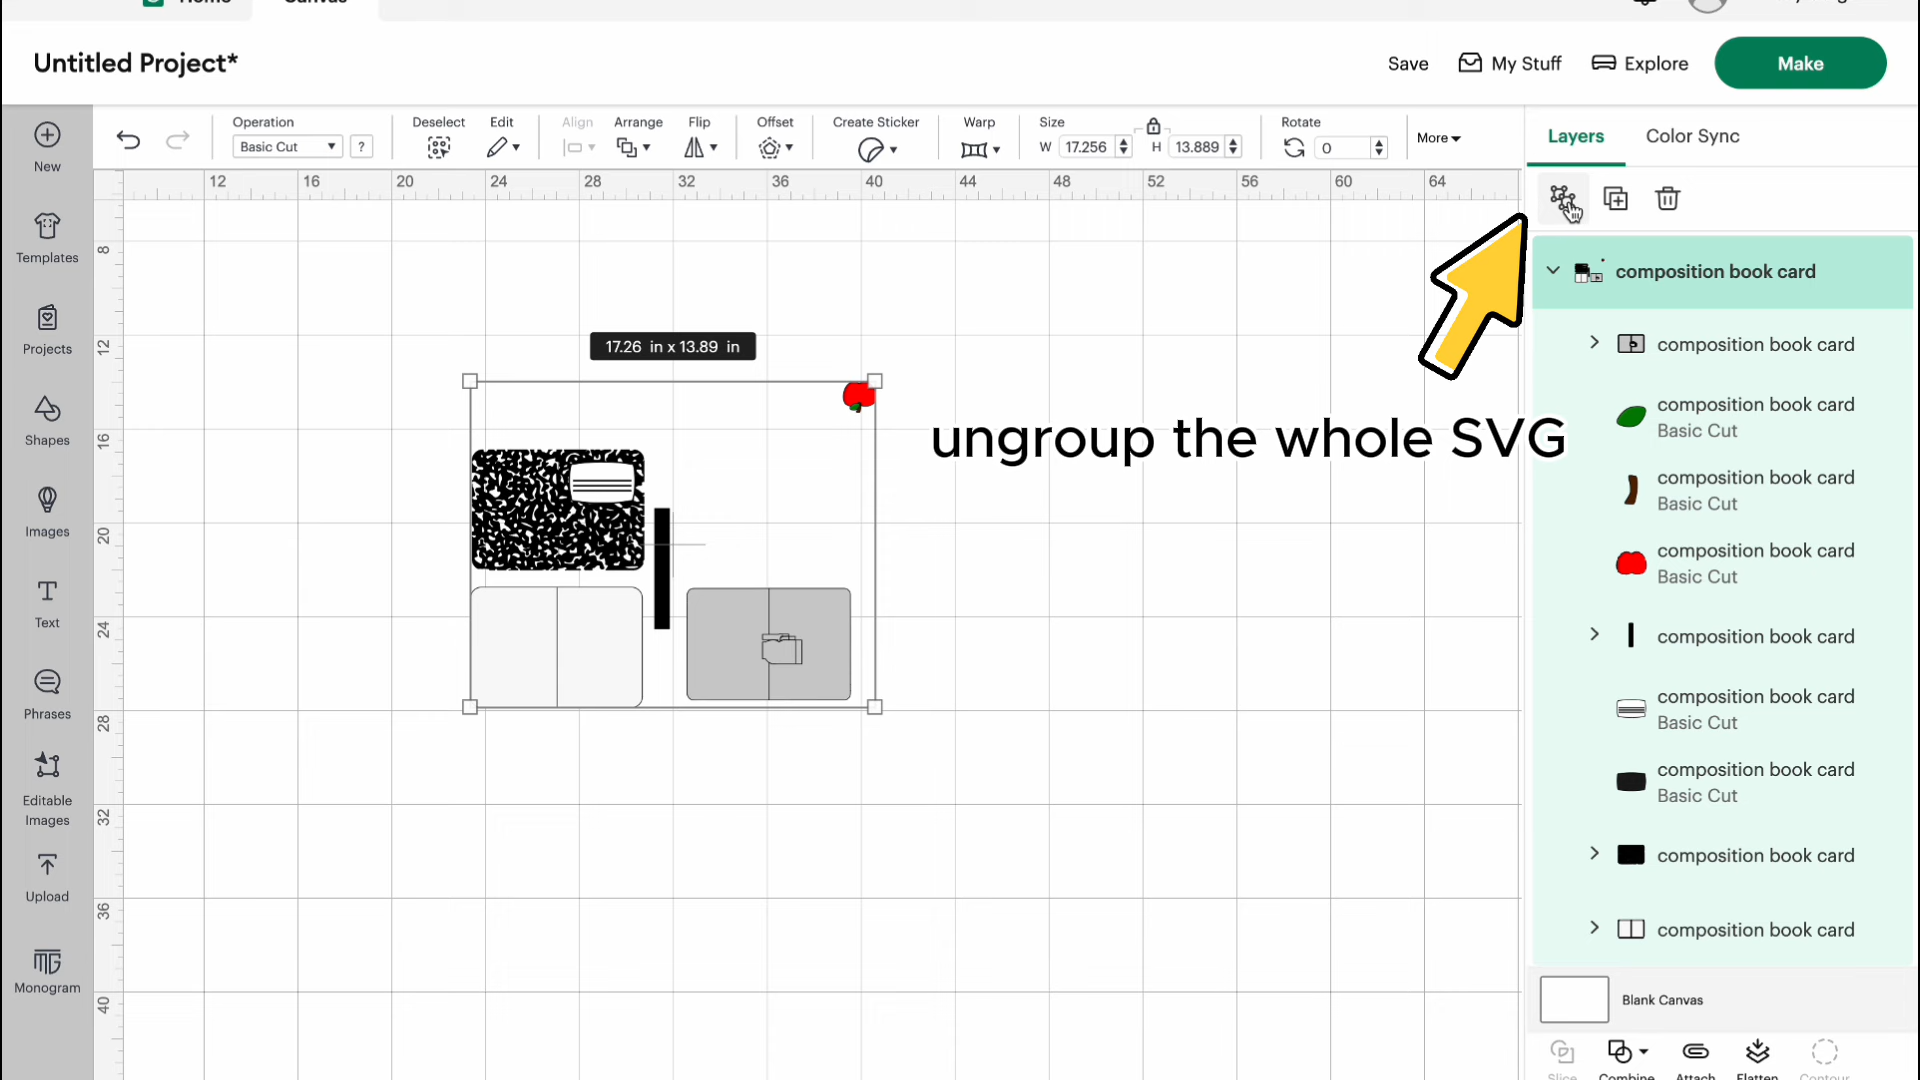 Home
Canvas
Untitled Project*
Save
My Stuff
Explore
Make
Operation
Basic Cut
?
Deselect
Edit
Align
Arrange
Flip
Offset
Create Sticker
Warp
Size
W 17.256
H 13.889
Rotate
0
More
Layers
Color Sync
New
Templates
Projects
Shapes
Images
Text
Phrases
Editable
Images
Upload
Monogram
12 16 20 24 28 32 36 40 44 48 52 56 60 64
8
12
16
20
24
28
32
36
40
17.26 in x 13.89 in
ungroup the whole SVG
composition book card
composition book card
composition book card
Basic Cut
composition book card
Basic Cut
composition book card
Basic Cut
composition book card
composition book card
Basic Cut
composition book card
Basic Cut
composition book card
composition book card
Blank Canvas
Slice
Combine
Attach
Flatten
Contour